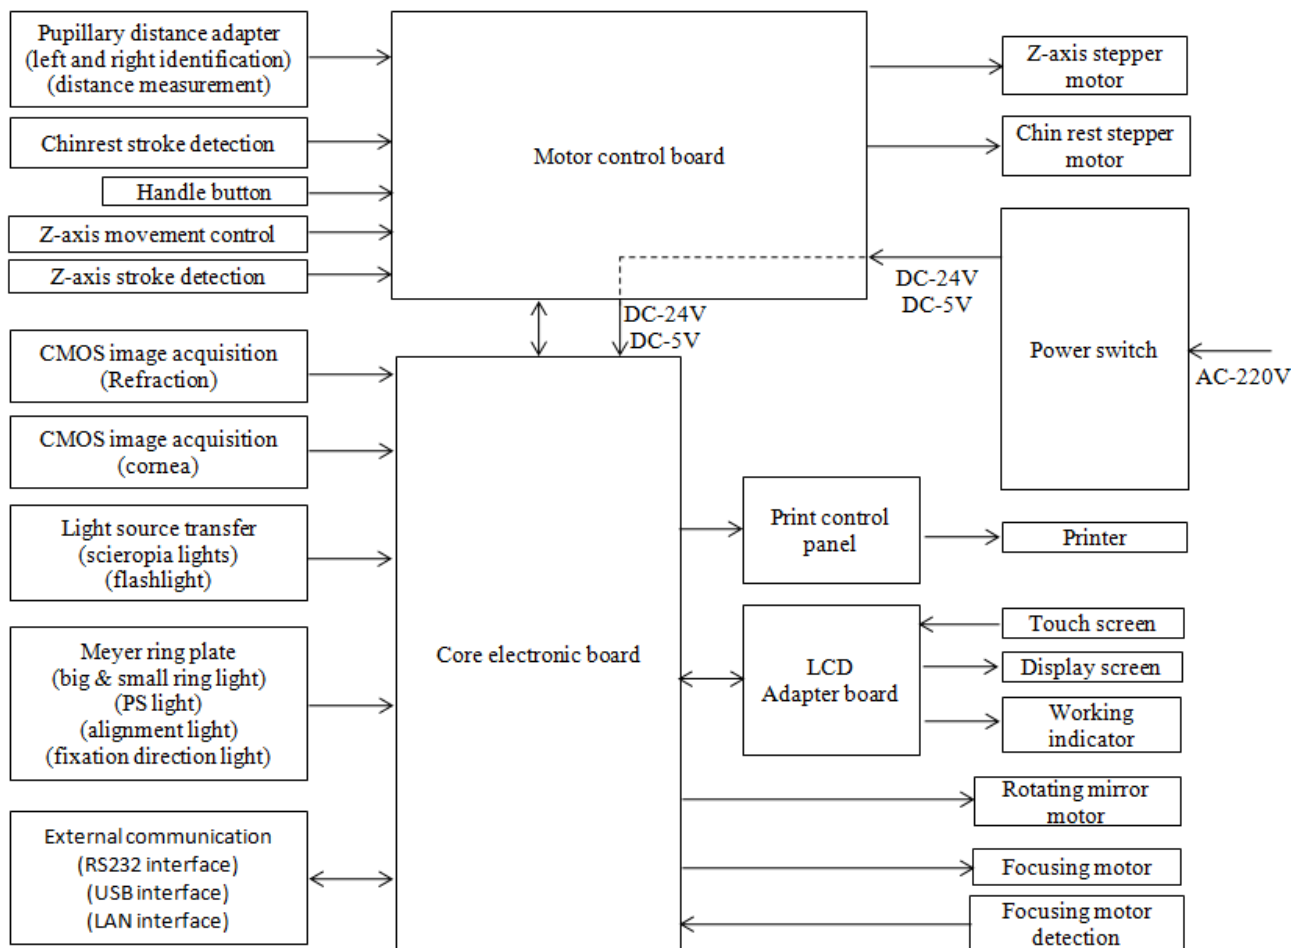 Pupillary distance adapter
(left and right identification)
(distance measurement)
Chinrest stroke detection
Handle button
Z-axis movement control
Z-axis stroke detection
Motor control board
Z-axis stepper
motor
Chin rest stepper
motor
DC-24V
DC-5V
DC-24V
DC-5V
Power switch
AC-220V
CMOS image acquisition
(Refraction)
CMOS image acquisition
(cornea)
Light source transfer
(scieropia lights)
(flashlight)
Meyer ring plate
(big & small ring light)
(PS light)
(alignment light)
(fixation direction light)
External communication
(RS232 interface)
(USB interface)
(LAN interface)
Core electronic board
Print control
panel
Printer
LCD
Adapter board
Touch screen
Display screen
Working
indicator
Rotating mirror
motor
Focusing motor
Focusing motor
detection